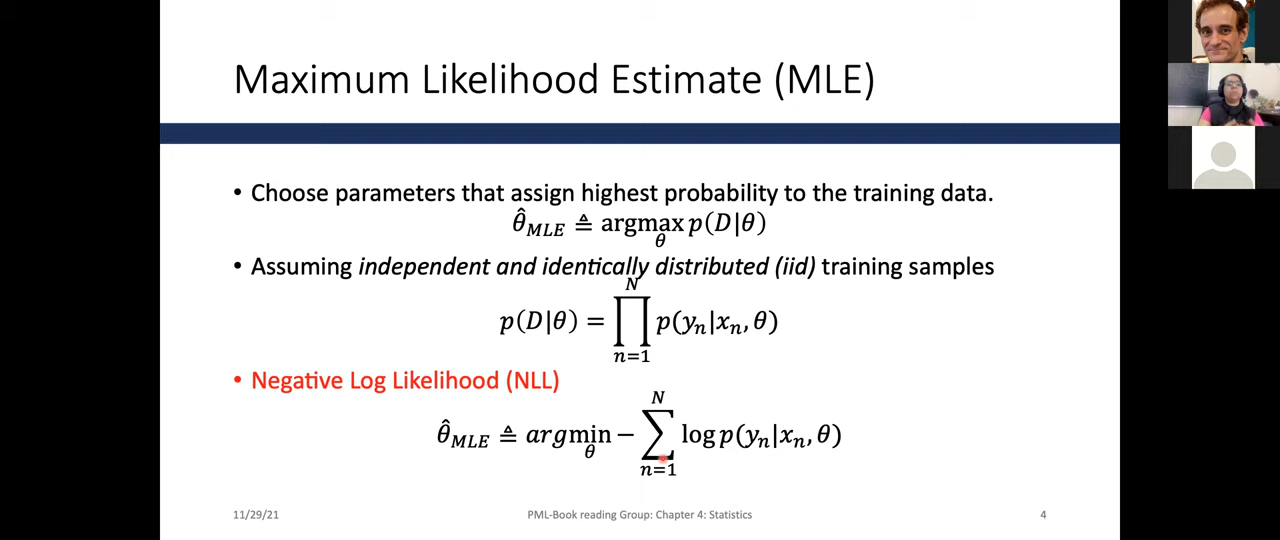 Maximum Likelihood Estimate (MLE)
• Choose parameters that assign highest probability to the training data.
θ̂_MLE ≜ argmax_θ p(D|θ)
• Assuming independent and identically distributed (iid) training samples
p(D|θ) = ∏_{n=1}^{N} p(y_n|x_n, θ)
• Negative Log Likelihood (NLL)
θ̂_MLE ≜ argmin_θ − ∑_{n=1}^{N} log p(y_n|x_n, θ)
11/29/21 PML-Book reading Group: Chapter 4: Statistics 4